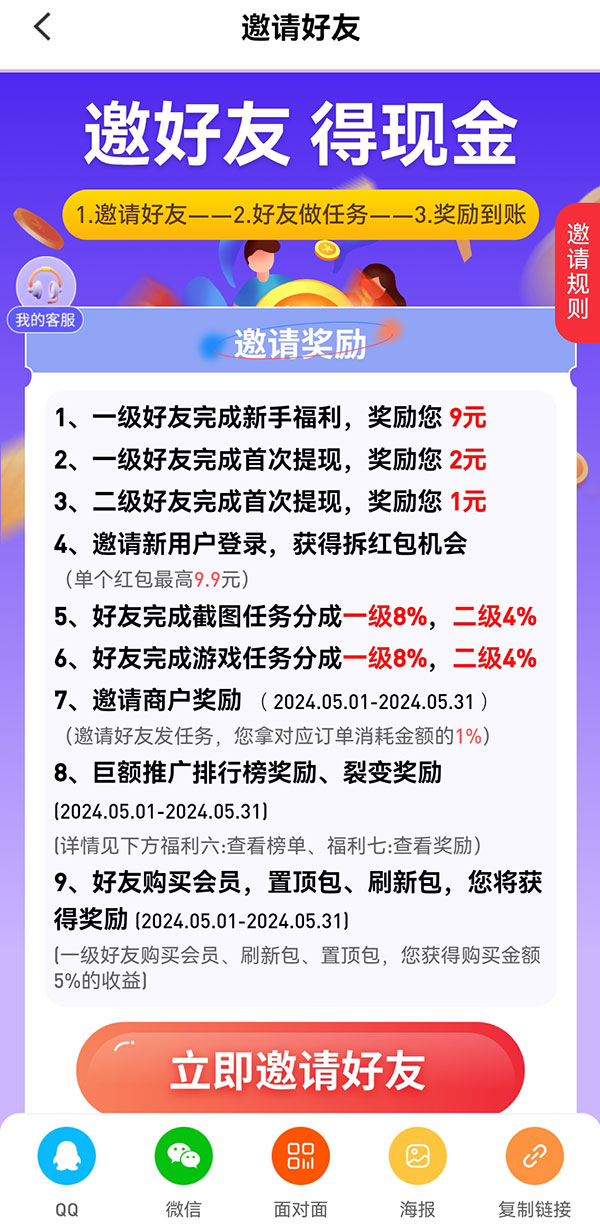 邀请好友
邀好友 得现金
1.邀请好友——2.好友做任务——3.奖励到账
邀请规则
我的客服
邀请奖励
1、一级好友完成新手福利，奖励您 9元
2、一级好友完成首次提现，奖励您 2元
3、二级好友完成首次提现，奖励您 1元
4、邀请新用户登录，获得拆红包机会
（单个红包最高9.9元）
5、好友完成截图任务分成一级8%，二级4%
6、好友完成游戏任务分成一级8%，二级4%
7、邀请商户奖励 （ 2024.05.01-2024.05.31 ）
（邀请好友发任务，您拿对应订单消耗金额的1%）
8、巨额推广排行榜奖励、裂变奖励
(2024.05.01-2024.05.31)
(详情见下方福利六:查看榜单、福利七:查看奖励）
9、好友购买会员，置顶包、刷新包，您将获
得奖励 (2024.05.01-2024.05.31)
(一级好友购买会员、刷新包、置顶包，您获得购买金额
5%的收益)
立即邀请好友
QQ
微信
面对面
海报
复制链接